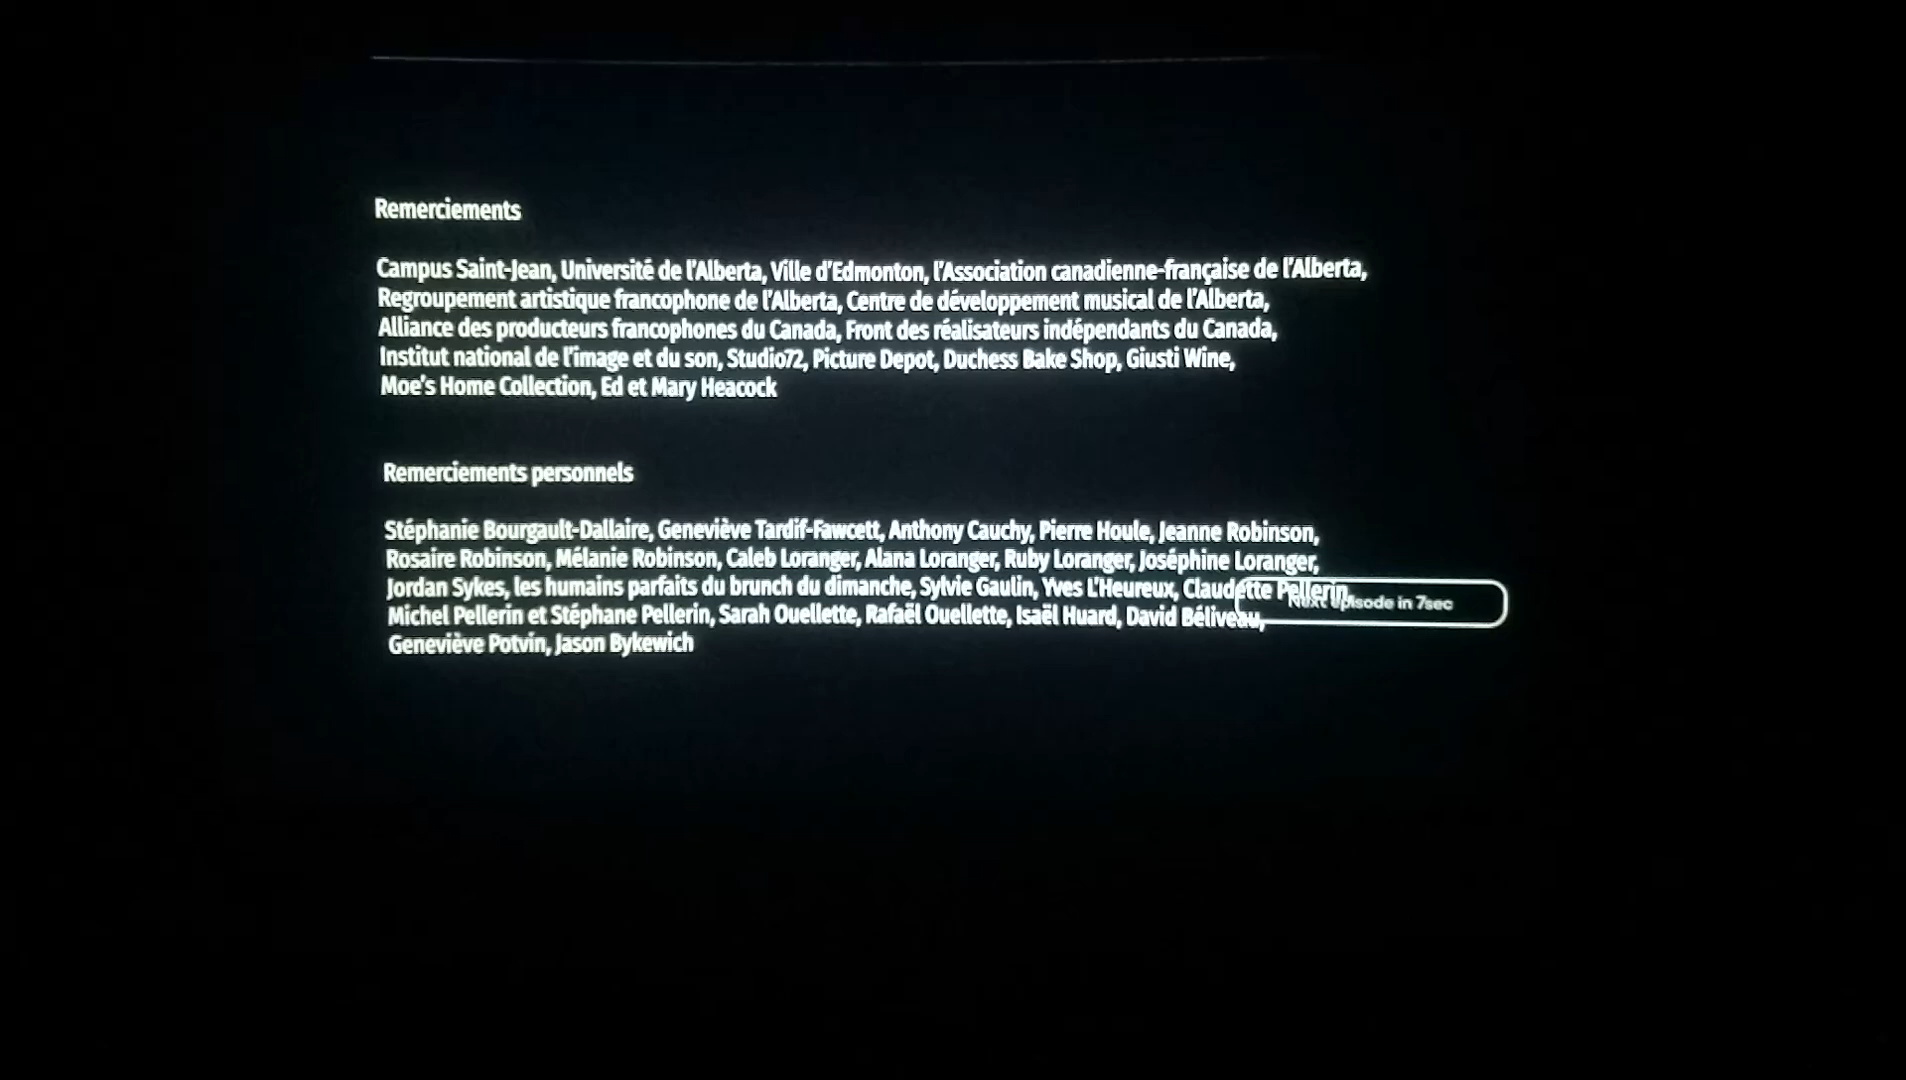 Remerciements
Campus Saint-Jean, Université de l'Alberta, Ville d'Edmonton, l'Association canadienne-française de l'Alberta,
Regroupement artistique francophone de l'Alberta, Centre de développement musical de l'Alberta,
Alliance des producteurs francophones du Canada, Front des réalisateurs indépendants du Canada,
Institut national de l'image et du son, Studio72, Picture Depot, Duchess Bake Shop, Giusti Wine,
Moe's Home Collection, Ed et Mary Heacock
Remerciements personnels
Stéphanie Bourgault-Dallaire, Geneviève Tardif-Fawcett, Anthony Cauchy, Pierre Houle, Jeanne Robinson,
Rosaire Robinson, Mélanie Robinson, Caleb Loranger, Alana Loranger, Ruby Loranger, Joséphine Loranger,
Jordan Sykes, les humains parfaits du brunch du dimanche, Sylvie Gaulin, Yves L'Heureux, Claudette Pellerin,
Michel Pellerin et Stéphane Pellerin, Sarah Ouellette, Rafaël Ouellette, Isaël Huard, David Béliveau,
Geneviève Potvin, Jason Bykewich
Next episode in 7sec